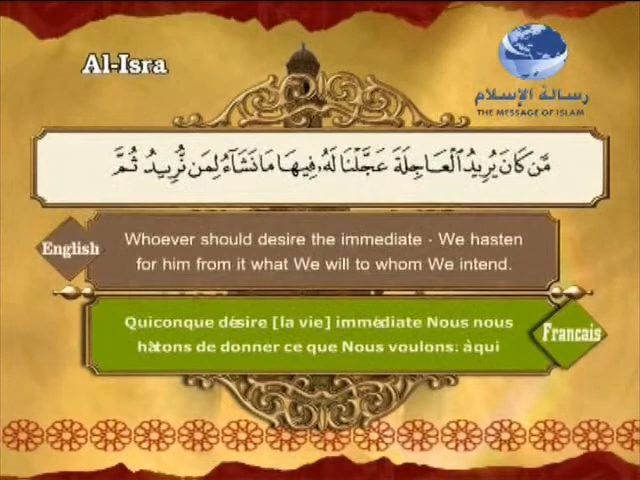 Al-Isra
رسالة الإسلام
THE MESSAGE OF ISLAM
مَّن كَانَ يُرِيدُ ٱلْعَاجِلَةَ عَجَّلْنَا لَهُۥ فِيهَا مَا نَشَآءُ لِمَن نُّرِيدُ ثُمَّ
English
Whoever should desire the immediate - We hasten
for him from it what We will to whom We intend.
Quiconque désire [la vie] immédiate Nous nous
hâtons de donner ce que Nous voulons: à qui
Francais